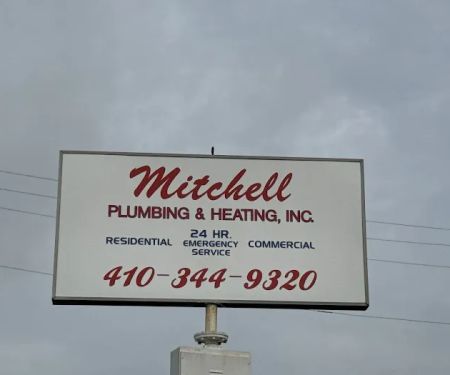 Mitchell
PLUMBING & HEATING, INC.
24 HR.
RESIDENTIAL EMERGENCY COMMERCIAL
SERVICE
410-344-9320